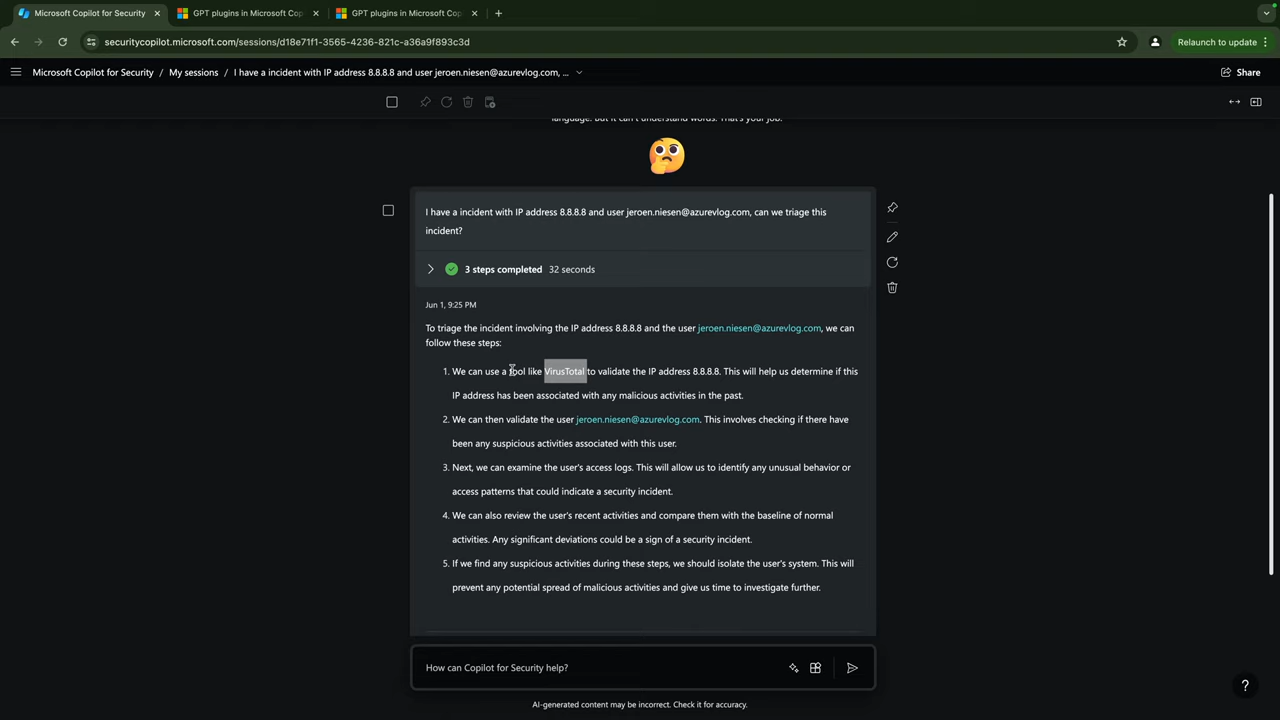 Microsoft Copilot for Security
GPT plugins in Microsoft Cop
GPT plugins in Microsoft Cop
securitycopilot.microsoft.com/sessions/d18e71f1-3565-4236-821c-a36a9f893c3d
Relaunch to update
Microsoft Copilot for Security / My sessions / I have a incident with IP address 8.8.8.8 and user jeroen.niesen@azurevlog.com, ...
Share
language. But it can't understand words. That's your job.
I have a incident with IP address 8.8.8.8 and user jeroen.niesen@azurevlog.com, can we triage this
incident?
3 steps completed 32 seconds
Jun 1, 9:25 PM
To triage the incident involving the IP address 8.8.8.8 and the user jeroen.niesen@azurevlog.com, we can
follow these steps:
1. We can use a tool like VirusTotal to validate the IP address 8.8.8.8. This will help us determine if this
IP address has been associated with any malicious activities in the past.
2. We can then validate the user jeroen.niesen@azurevlog.com. This involves checking if there have
been any suspicious activities associated with this user.
3. Next, we can examine the user's access logs. This will allow us to identify any unusual behavior or
access patterns that could indicate a security incident.
4. We can also review the user's recent activities and compare them with the baseline of normal
activities. Any significant deviations could be a sign of a security incident.
5. If we find any suspicious activities during these steps, we should isolate the user's system. This will
prevent any potential spread of malicious activities and give us time to investigate further.
How can Copilot for Security help?
AI-generated content may be incorrect. Check it for accuracy.
?